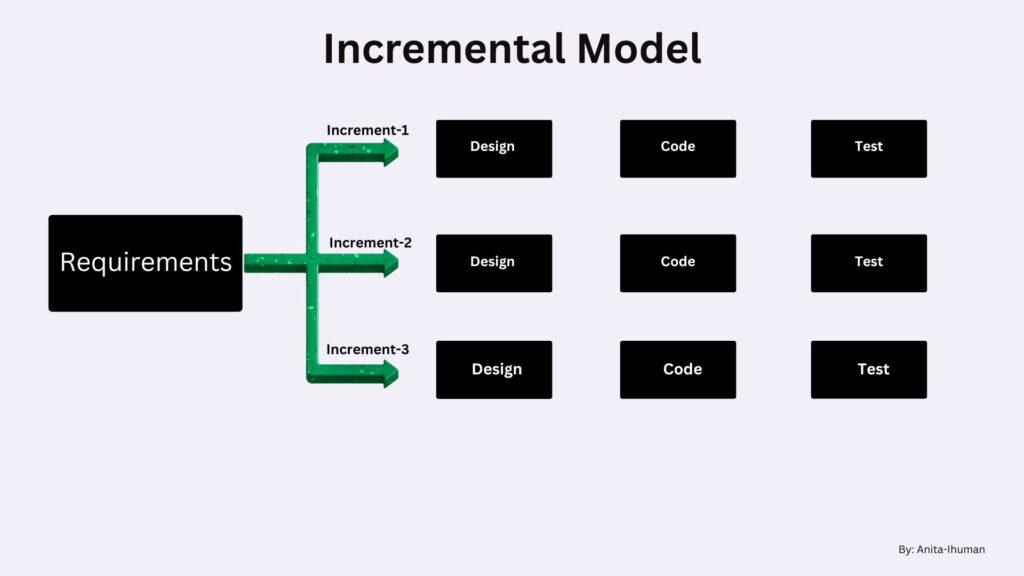 Incremental Model
Increment-1
Design
Code
Test
Requirements
Increment-2
Design
Code
Test
Increment-3
Design
Code
Test
By: Anita-Ihuman